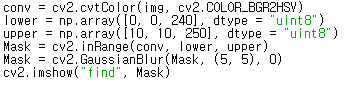 conv = cv2.cvtColor(img, cv2.COLOR_BGR2HSV)
lower = np.array([0, 0, 240], dtype = "uint8")
upper = np.array([10, 10, 250], dtype = "uint8")
Mask = cv2.inRange(conv, lower, upper)
Mask = cv2.GaussianBlur(Mask, (5, 5), 0)
cv2.imshow("find", Mask)